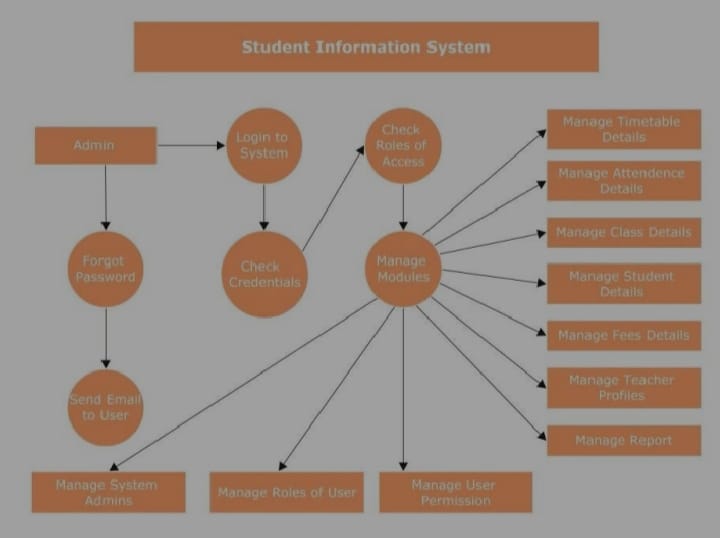 Student Information System
Admin
Login to
System
Check
Roles of
Access
Manage Timetable
Details
Manage Attendence
Details
Manage Class Details
Forgot
Password
Check
Credentials
Manage
Modules
Manage Student
Details
Manage Fees Details
Manage Teacher
Profiles
Send Email
to User
Manage Report
Manage System
Admins
Manage Roles of User
Manage User
Permission